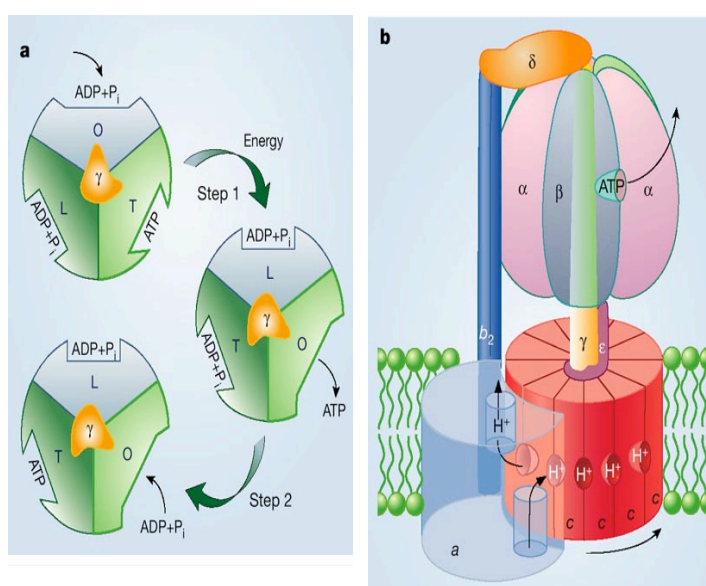 a
ADP+Pi
O
L
T
γ
ADP+Pi
ATP
Energy
Step 1
ADP+Pi
L
T
O
γ
ADP+Pi
ATP
Step 2
ADP+Pi
L
T
O
γ
ATP
ADP+Pi
b
δ
α
β
ATP
α
b2
γ
ε
H+
H+
H+
H+
H+
c
c
c
c
a